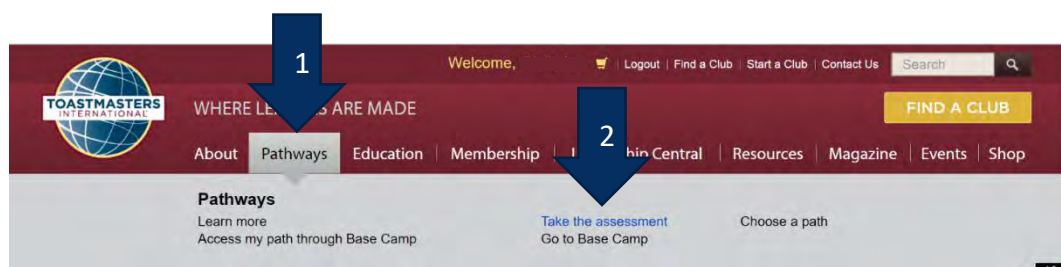 1
Welcome,
Logout | Find a Club | Start a Club | Contact Us
Search
TOASTMASTERS
INTERNATIONAL
WHERE ARE MADE
FIND A CLUB
2
About Pathways Education | Membership | Central | Resources | Magazine | Events | Shop
Pathways
Learn more
Take the assessment
Choose a path
Access my path through Base Camp
Go to Base Camp